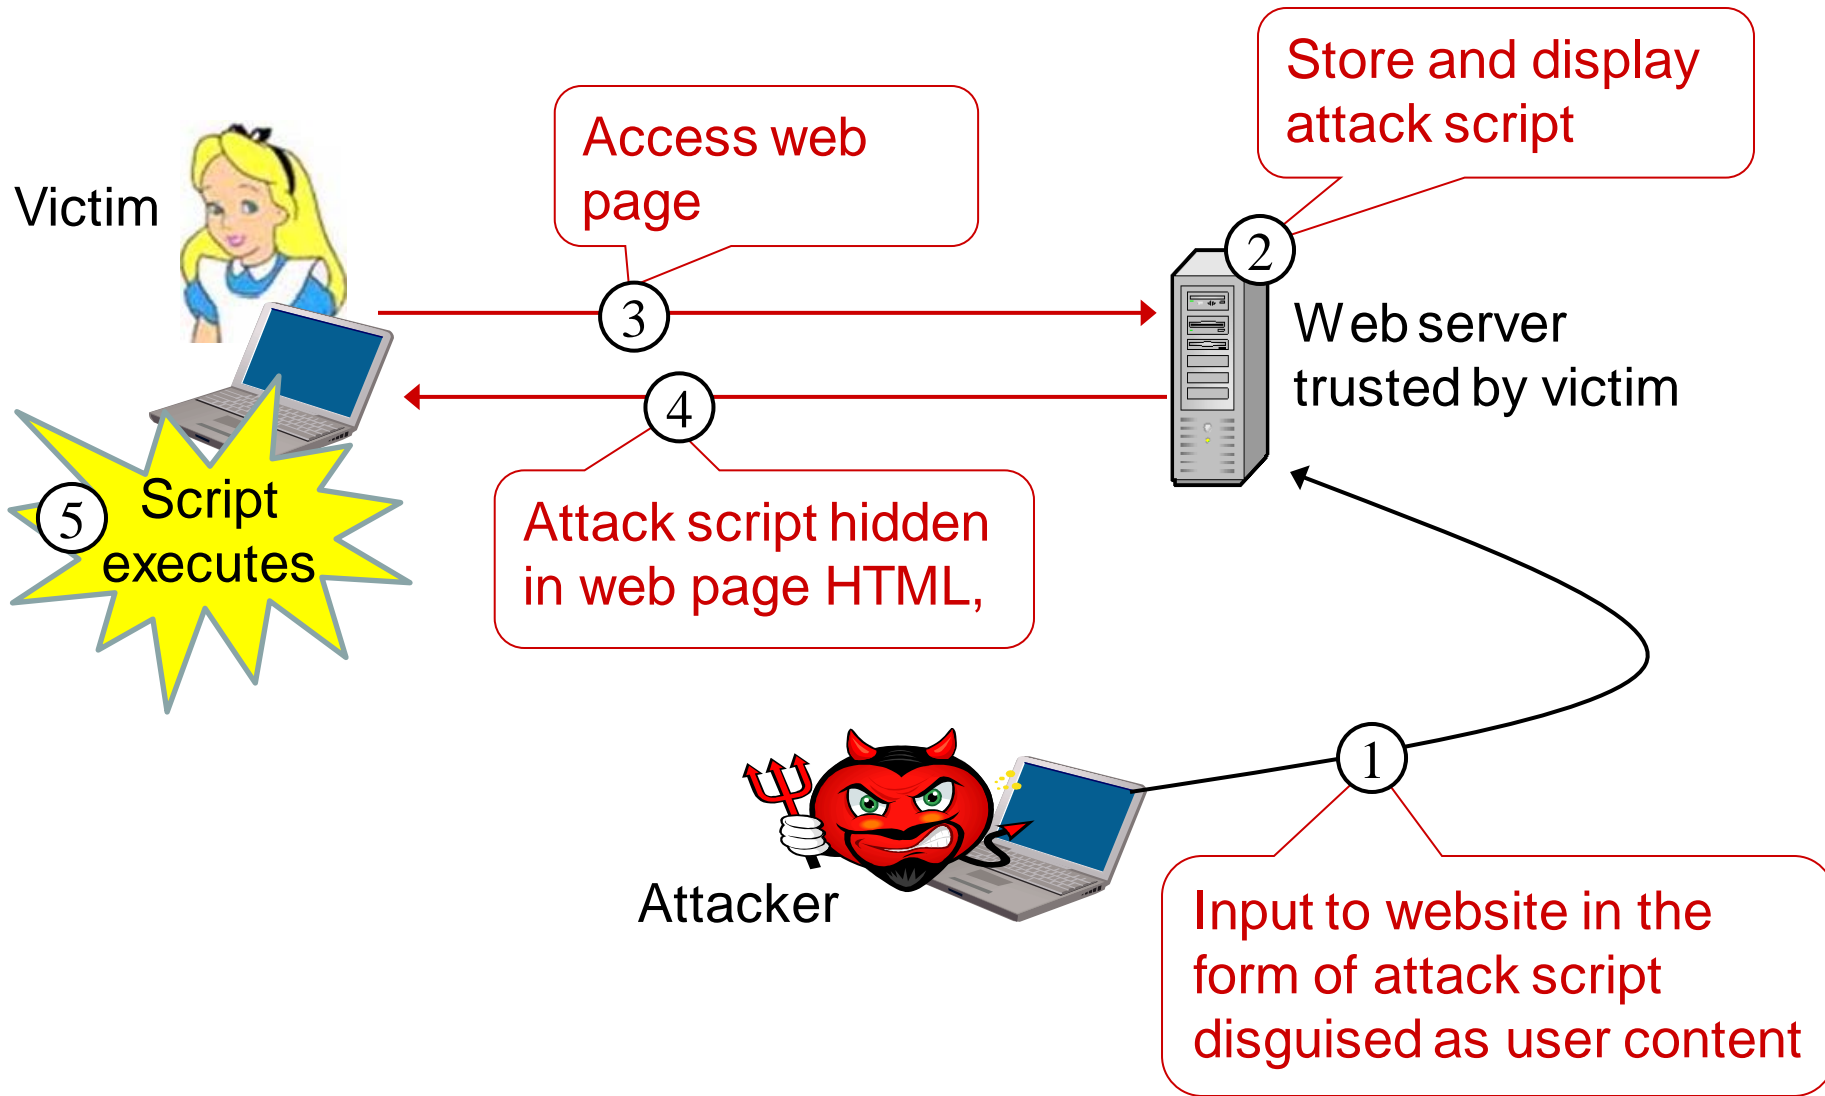 Store and display
attack script
Access web
page
Victim
2
3
Web server
trusted by victim
4
Script
executes
5
Attack script hidden
in web page HTML,
1
Attacker
Input to website in the
form of attack script
disguised as user content